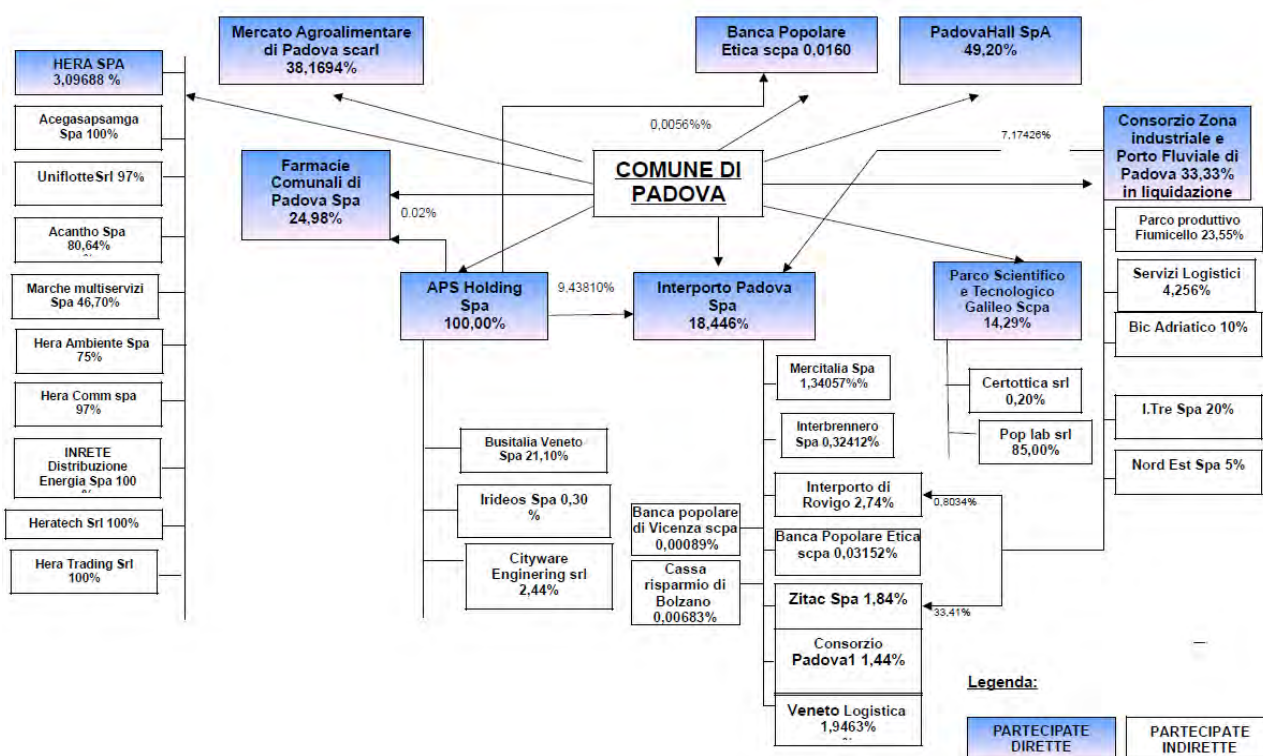 Mercato Agroalimentare
di Padova scarl
38,1694%
Banca Popolare
Etica scpa 0,0160
PadovaHall SpA
49,20%
HERA SPA
3,09688 %
Acegasapsamga
Spa 100%
UniflotteSrl 97%
Acantho Spa
80,64%
Marche multiservizi
Spa 46,70%
Hera Ambiente Spa
75%
Hera Comm spa
97%
INRETE
Distribuzione
Energia Spa 100
Heratech Srl 100%
Hera Trading Srl
100%
0,0056%%
7,17426%
COMUNE DI
PADOVA
Farmacie
Comunali di
Padova Spa
24,98%
0.02%
Consorzio Zona
industriale e
Porto Fluviale di
Padova 33,33%
in liquidazione
APS Holding
Spa
100,00%
9,43810%
Interporto Padova
Spa
18,446%
Parco Scientifico
e Tecnologico
Galileo Scpa
14,29%
Parco produttivo
Fiumicello 23,55%
Servizi Logistici
4,256%
Bic Adriatico 10%
I.Tre Spa 20%
Nord Est Spa 5%
Busitalia Veneto
Spa 21,10%
Irideos Spa 0,30
%
Cityware
Enginering srl
2,44%
Mercitalia Spa
1,34057%%
Interbrennero
Spa 0,32412%
Interporto di
Rovigo 2,74%
0,8034%
Banca popolare
di Vicenza scpa
0,00089%
Banca Popolare Etica
scpa 0,03152%
Cassa
risparmio di
Bolzano
0,00683%
Zitac Spa 1,84%
33,41%
Consorzio
Padova1 1,44%
Veneto Logistica
1,9463%
Certottica srl
0,20%
Pop lab srl
85,00%
Legenda:
PARTECIPATE
DIRETTE
PARTECIPATE
INDIRETTE